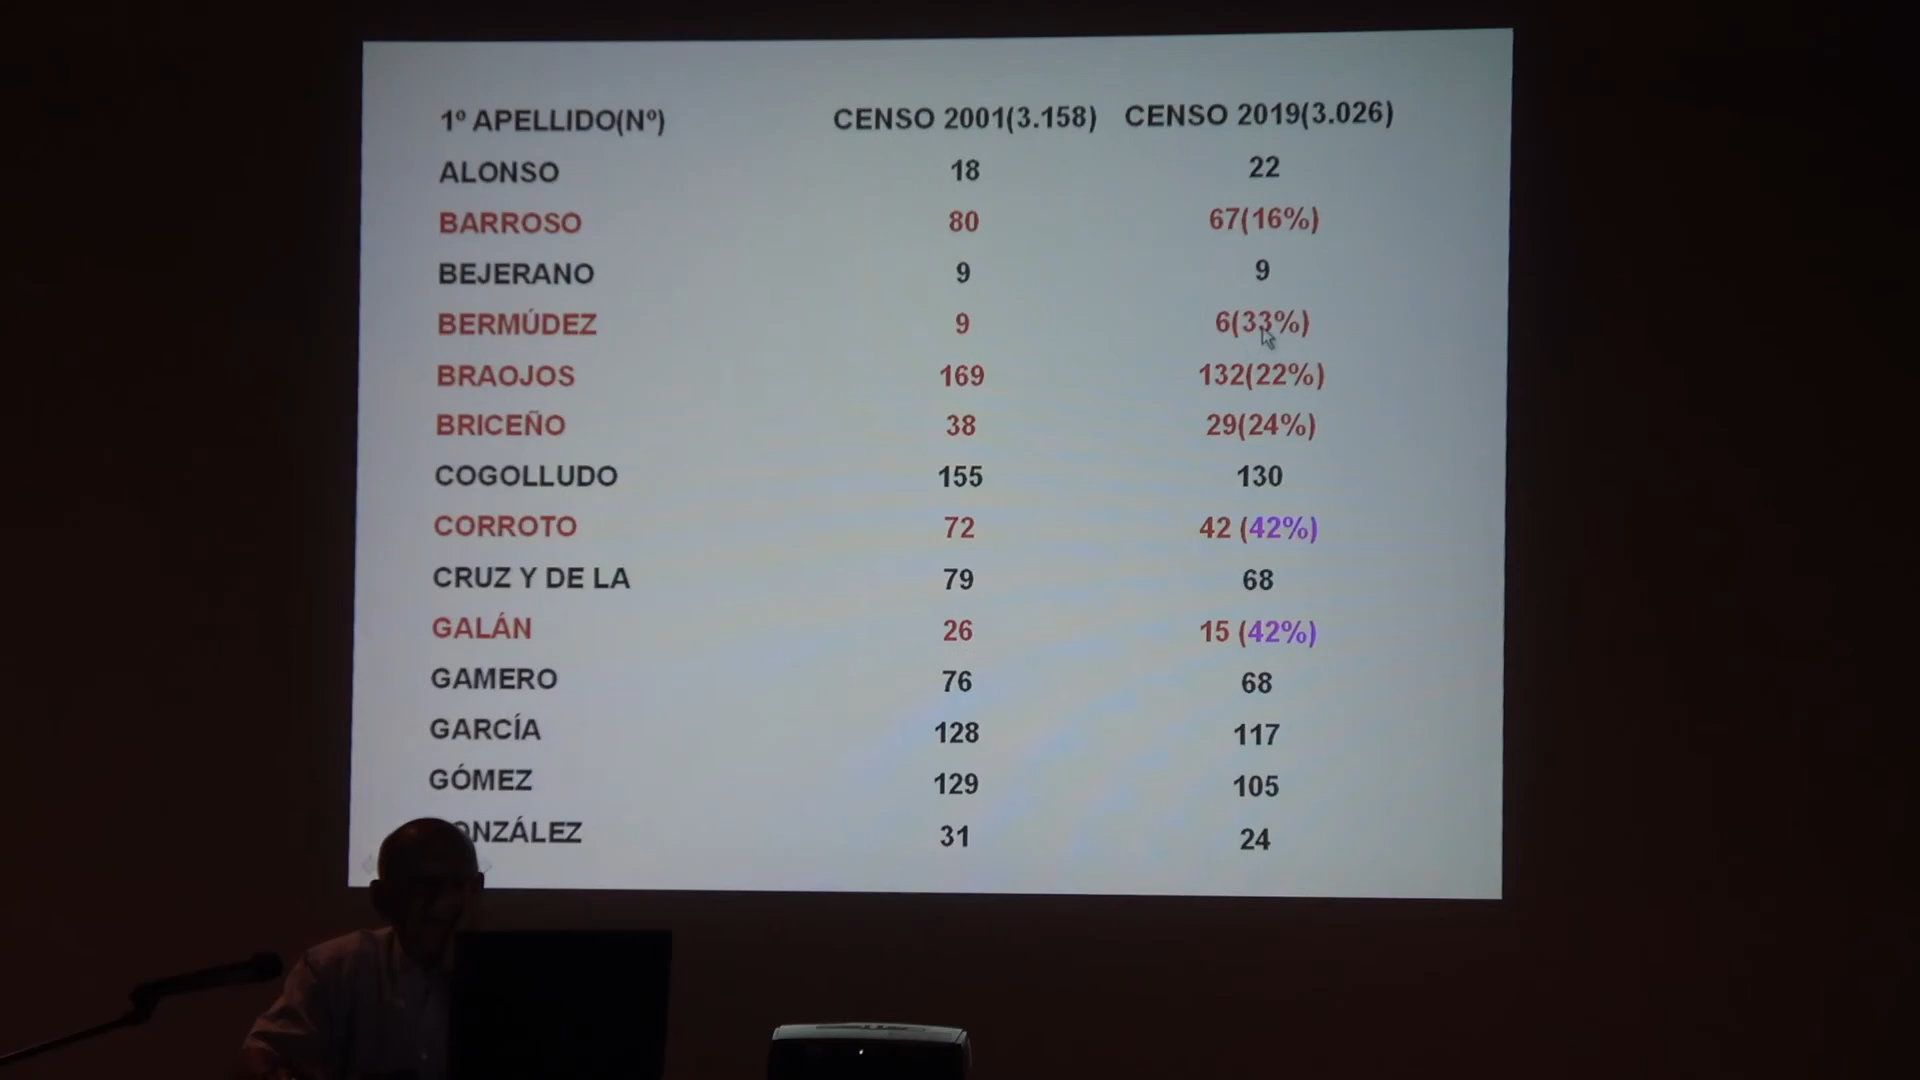 1º APELLIDO(Nº) CENSO 2001(3.158) CENSO 2019(3.026)
ALONSO 18 22
BARROSO 80 67(16%)
BEJERANO 9 9
BERMÚDEZ 9 6(33%)
BRAOJOS 169 132(22%)
BRICEÑO 38 29(24%)
COGOLLUDO 155 130
CORROTO 72 42 (42%)
CRUZ Y DE LA 79 68
GALÁN 26 15 (42%)
GAMERO 76 68
GARCÍA 128 117
GÓMEZ 129 105
ONZÁLEZ 31 24